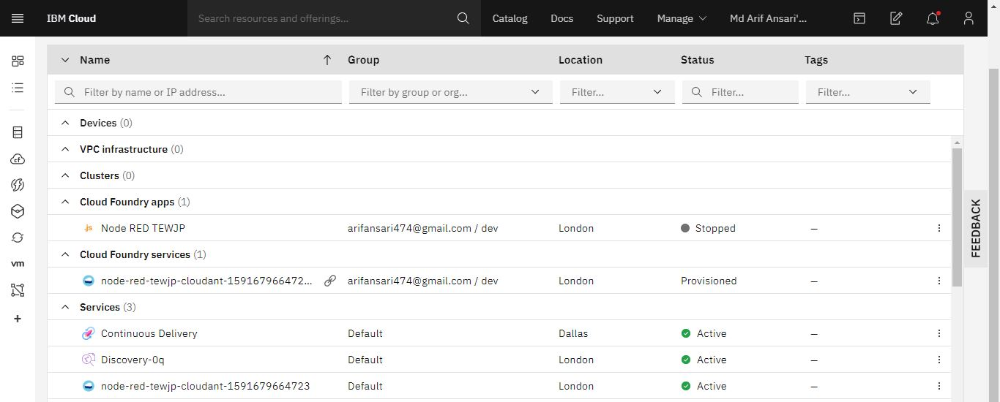 IBM Cloud Search resources and offerings... Catalog Docs Support Manage Md Arif Ansari'...
Name Group Location Status Tags
Filter by name or IP address... Filter by group or org... Filter... Filter... Filter...
Devices (0)
VPC infrastructure (0)
Clusters (0)
Cloud Foundry apps (1)
.js Node RED TEWJP arifansari474@gmail.com / dev London Stopped –
Cloud Foundry services (1)
node-red-tewjp-cloudant-159167966472... arifansari474@gmail.com / dev London Provisioned –
Services (3)
Continuous Delivery Default Dallas Active –
Discovery-0q Default London Active –
node-red-tewjp-cloudant-1591679664723 Default London Active –
cf
vm
FEEDBACK